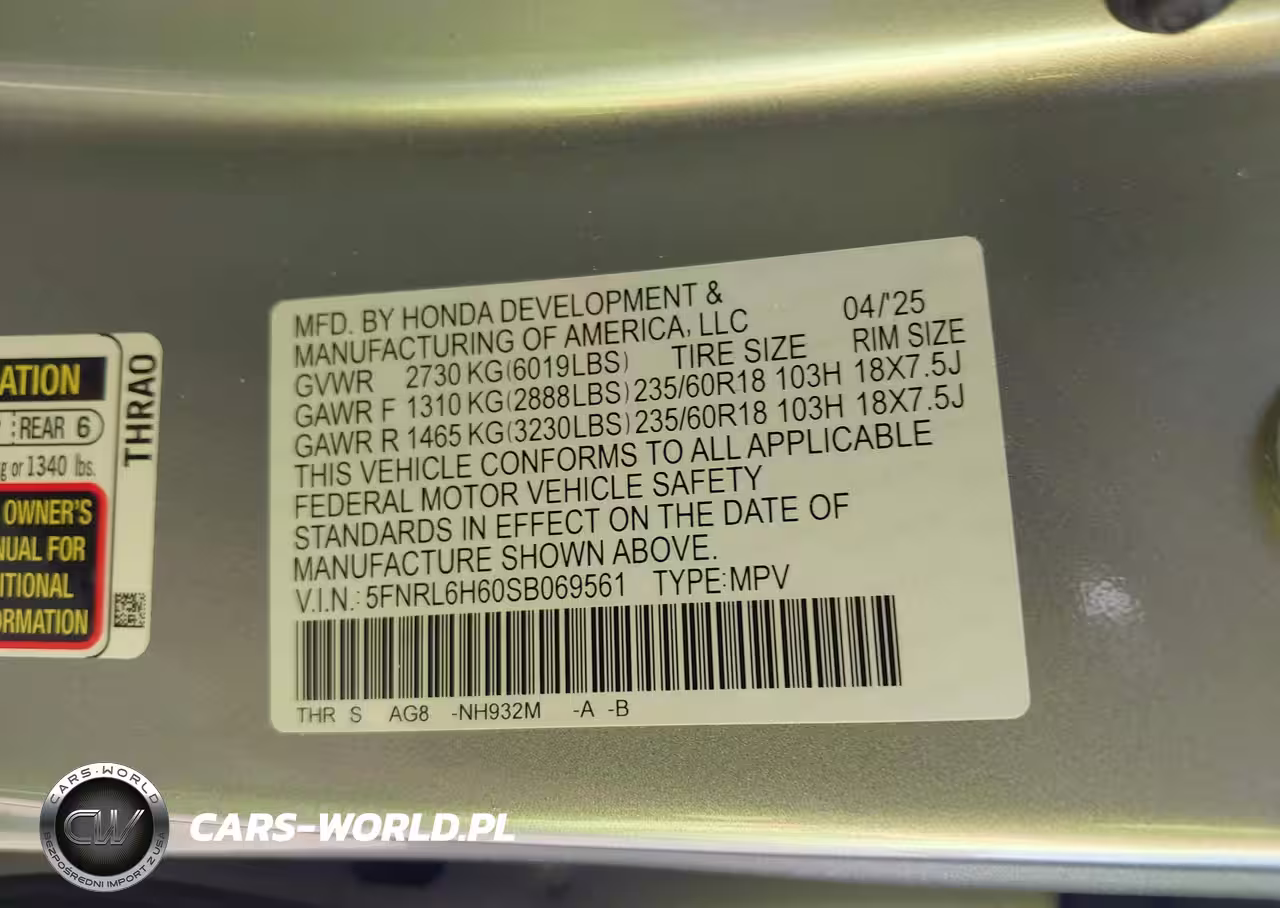 MFD. BY HONDA DEVELOPMENT &
MANUFACTURING OF AMERICA, LLC 04/'25
GVWR 2730 KG(6019LBS) TIRE SIZE RIM SIZE
GAWR F 1310 KG(2888LBS) 235/60R18 103H 18X7.5J
GAWR R 1465 KG(3230LBS) 235/60R18 103H 18X7.5J
THIS VEHICLE CONFORMS TO ALL APPLICABLE
FEDERAL MOTOR VEHICLE SAFETY
STANDARDS IN EFFECT ON THE DATE OF
MANUFACTURE SHOWN ABOVE.
V.I.N.: 5FNRL6H60SB069561 TYPE:MPV
THR S AG8 -NH932M -A -B
ATION
REAR 6
g or 1340 lbs.
OWNER'S
NUAL FOR
ITIONAL
ORMATION
THRA0
CARS-WORLD
CW
BEZPOŚREDNI IMPORT Z USA
CARS-WORLD.PL